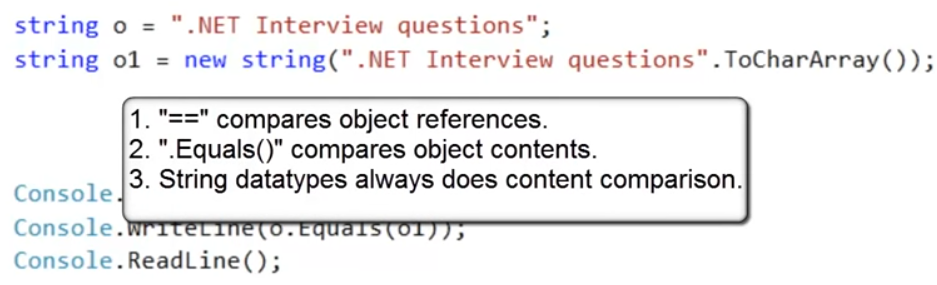 string o = ".NET Interview questions";
string o1 = new string(".NET Interview questions".ToCharArray());
1. "==" compares object references.
2. ".Equals()" compares object contents.
3. String datatypes always does content comparison.
Console.
Console.WriteLine(o.Equals(o1));
Console.ReadLine();